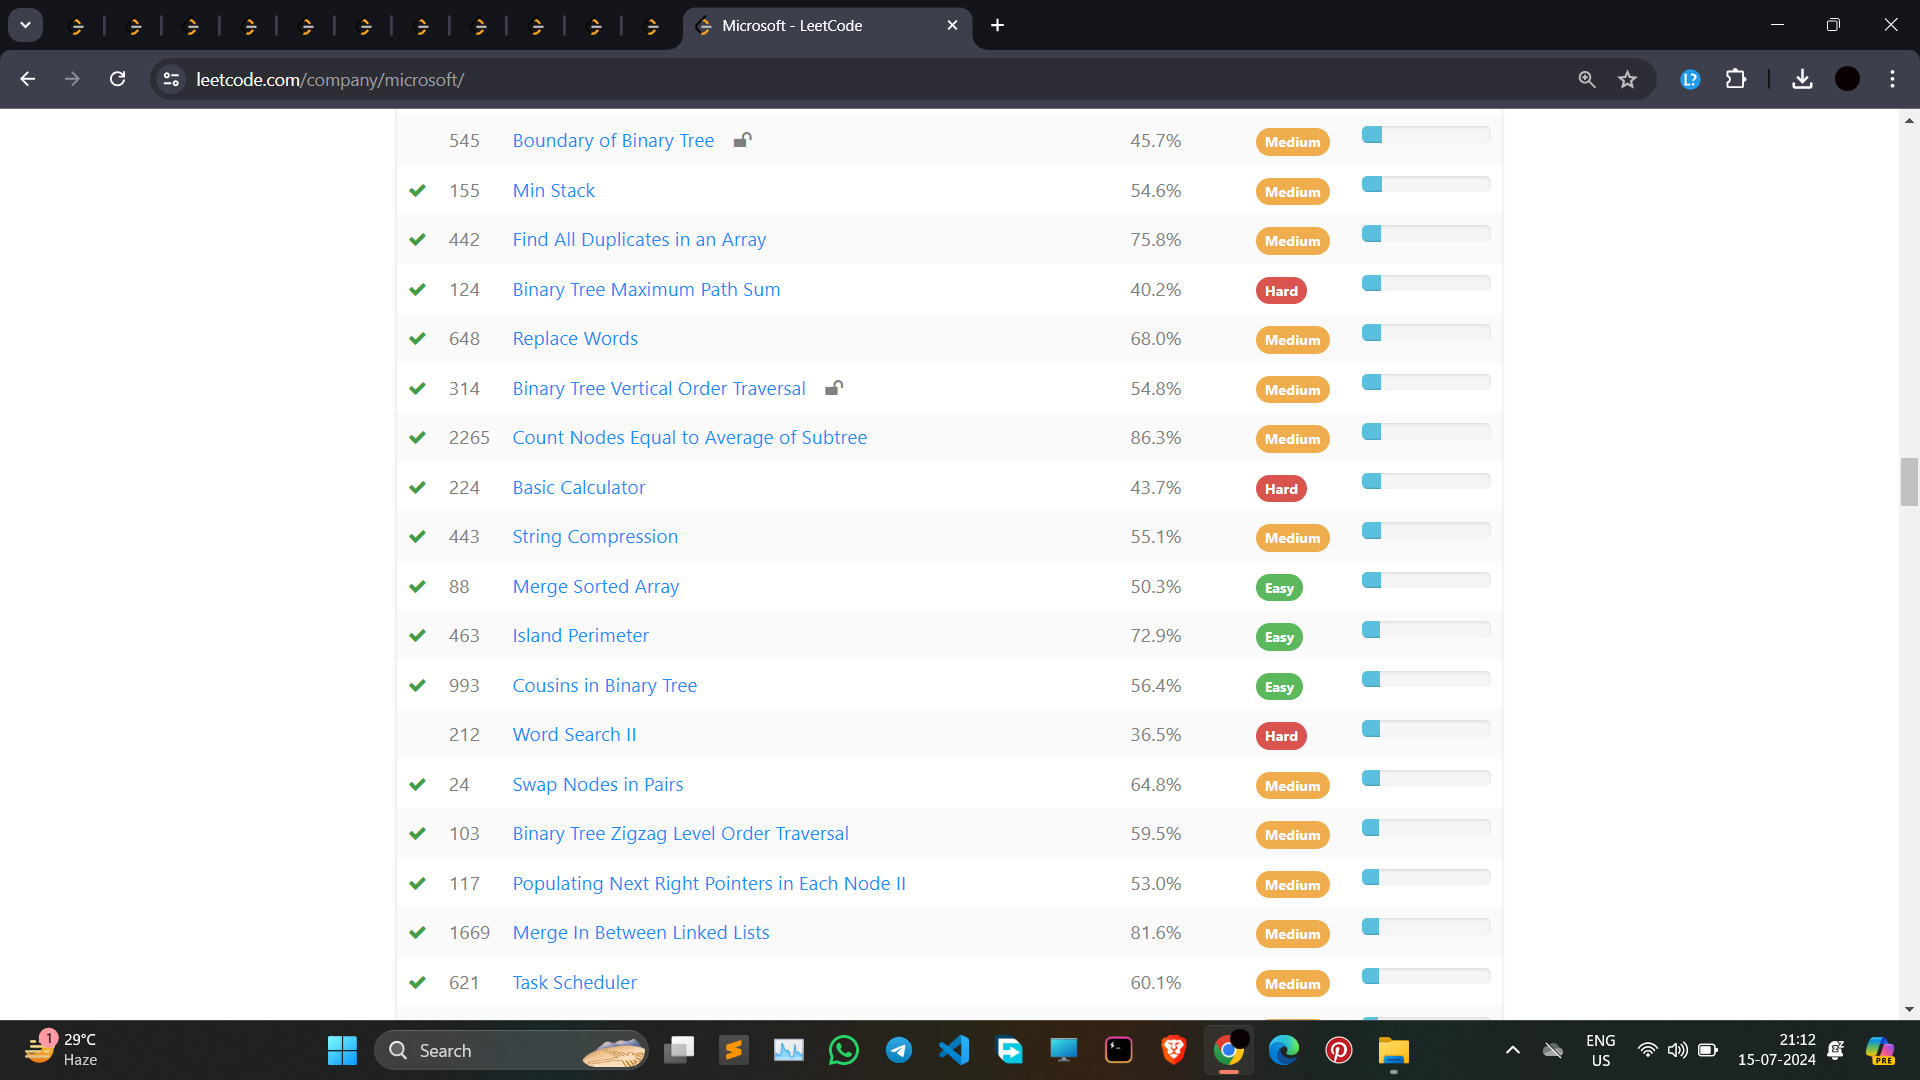 Microsoft - LeetCode
leetcode.com/company/microsoft/
L?
545 Boundary of Binary Tree 45.7% Medium
155 Min Stack 54.6% Medium
442 Find All Duplicates in an Array 75.8% Medium
124 Binary Tree Maximum Path Sum 40.2% Hard
648 Replace Words 68.0% Medium
314 Binary Tree Vertical Order Traversal 54.8% Medium
2265 Count Nodes Equal to Average of Subtree 86.3% Medium
224 Basic Calculator 43.7% Hard
443 String Compression 55.1% Medium
88 Merge Sorted Array 50.3% Easy
463 Island Perimeter 72.9% Easy
993 Cousins in Binary Tree 56.4% Easy
212 Word Search II 36.5% Hard
24 Swap Nodes in Pairs 64.8% Medium
103 Binary Tree Zigzag Level Order Traversal 59.5% Medium
117 Populating Next Right Pointers in Each Node II 53.0% Medium
1669 Merge In Between Linked Lists 81.6% Medium
621 Task Scheduler 60.1% Medium
1
29°C
Haze
Search
ENG
US
21:12
15-07-2024
PRE